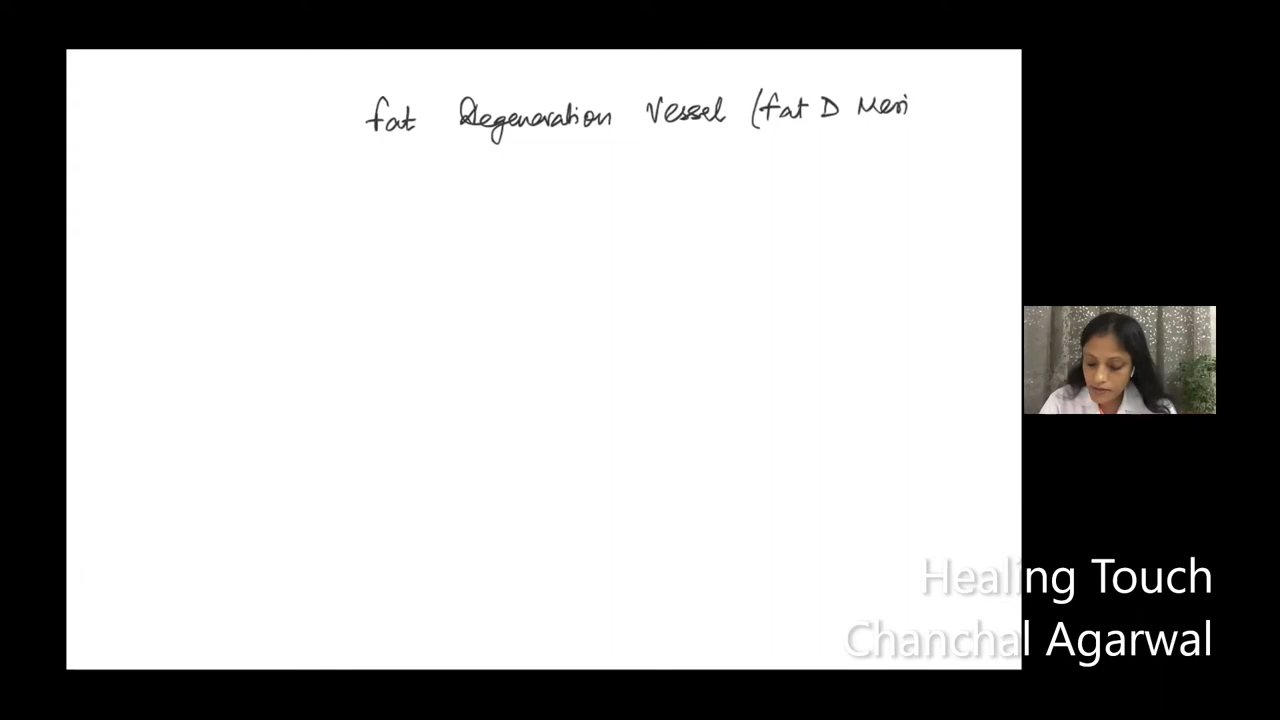 fat Degeneration Vessel (fat D Meri
Healing Touch
Chanchal Agarwal